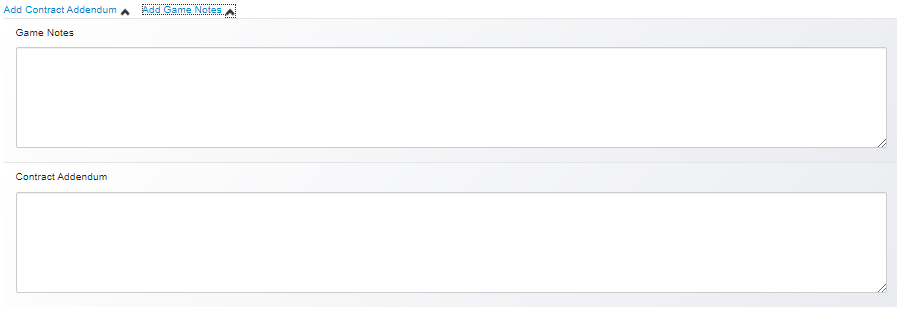 Add Contract Addendum Add Game Notes
Game Notes
Contract Addendum